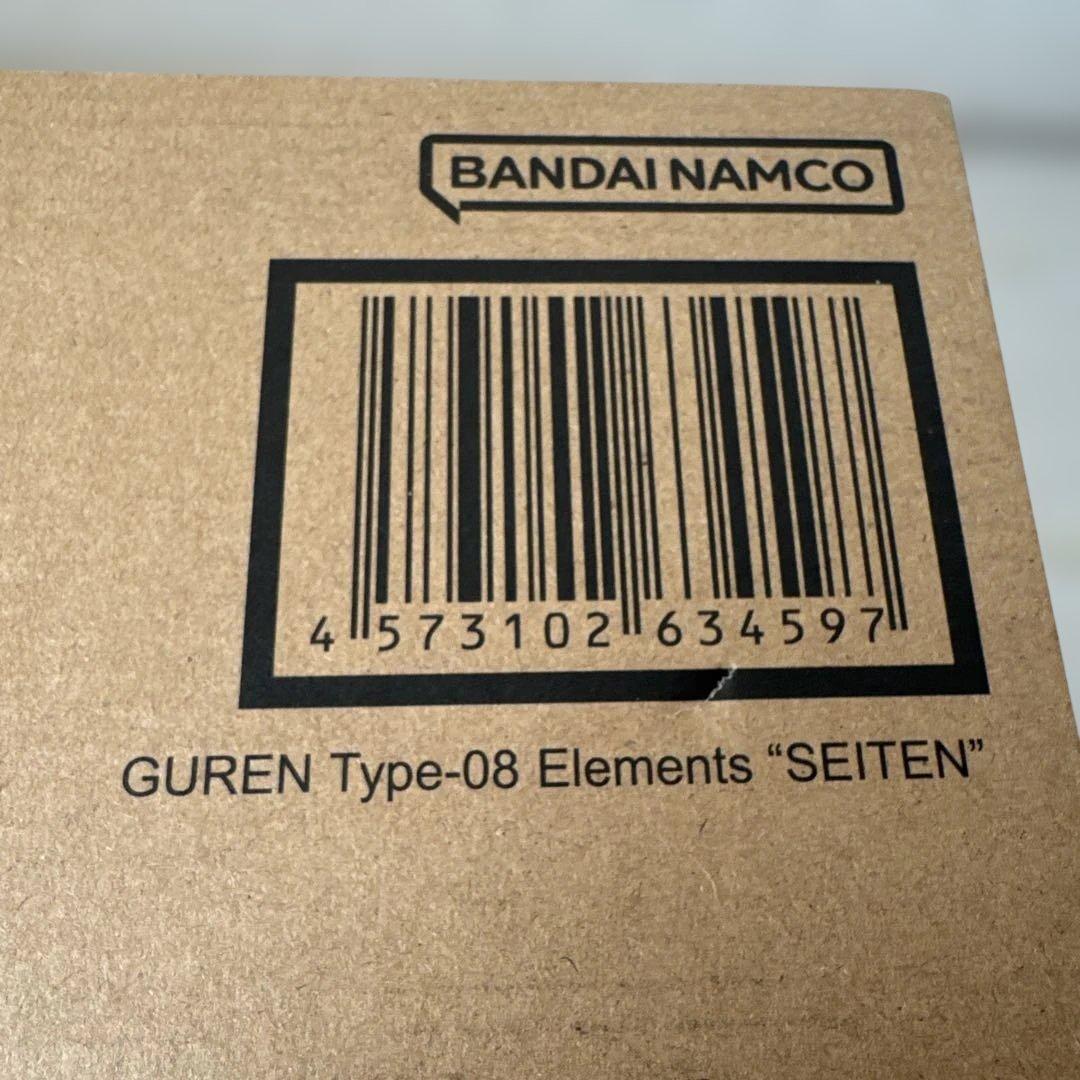 BANDAI NAMCO
4 573102 634597
GUREN Type-08 Elements “SEITEN”